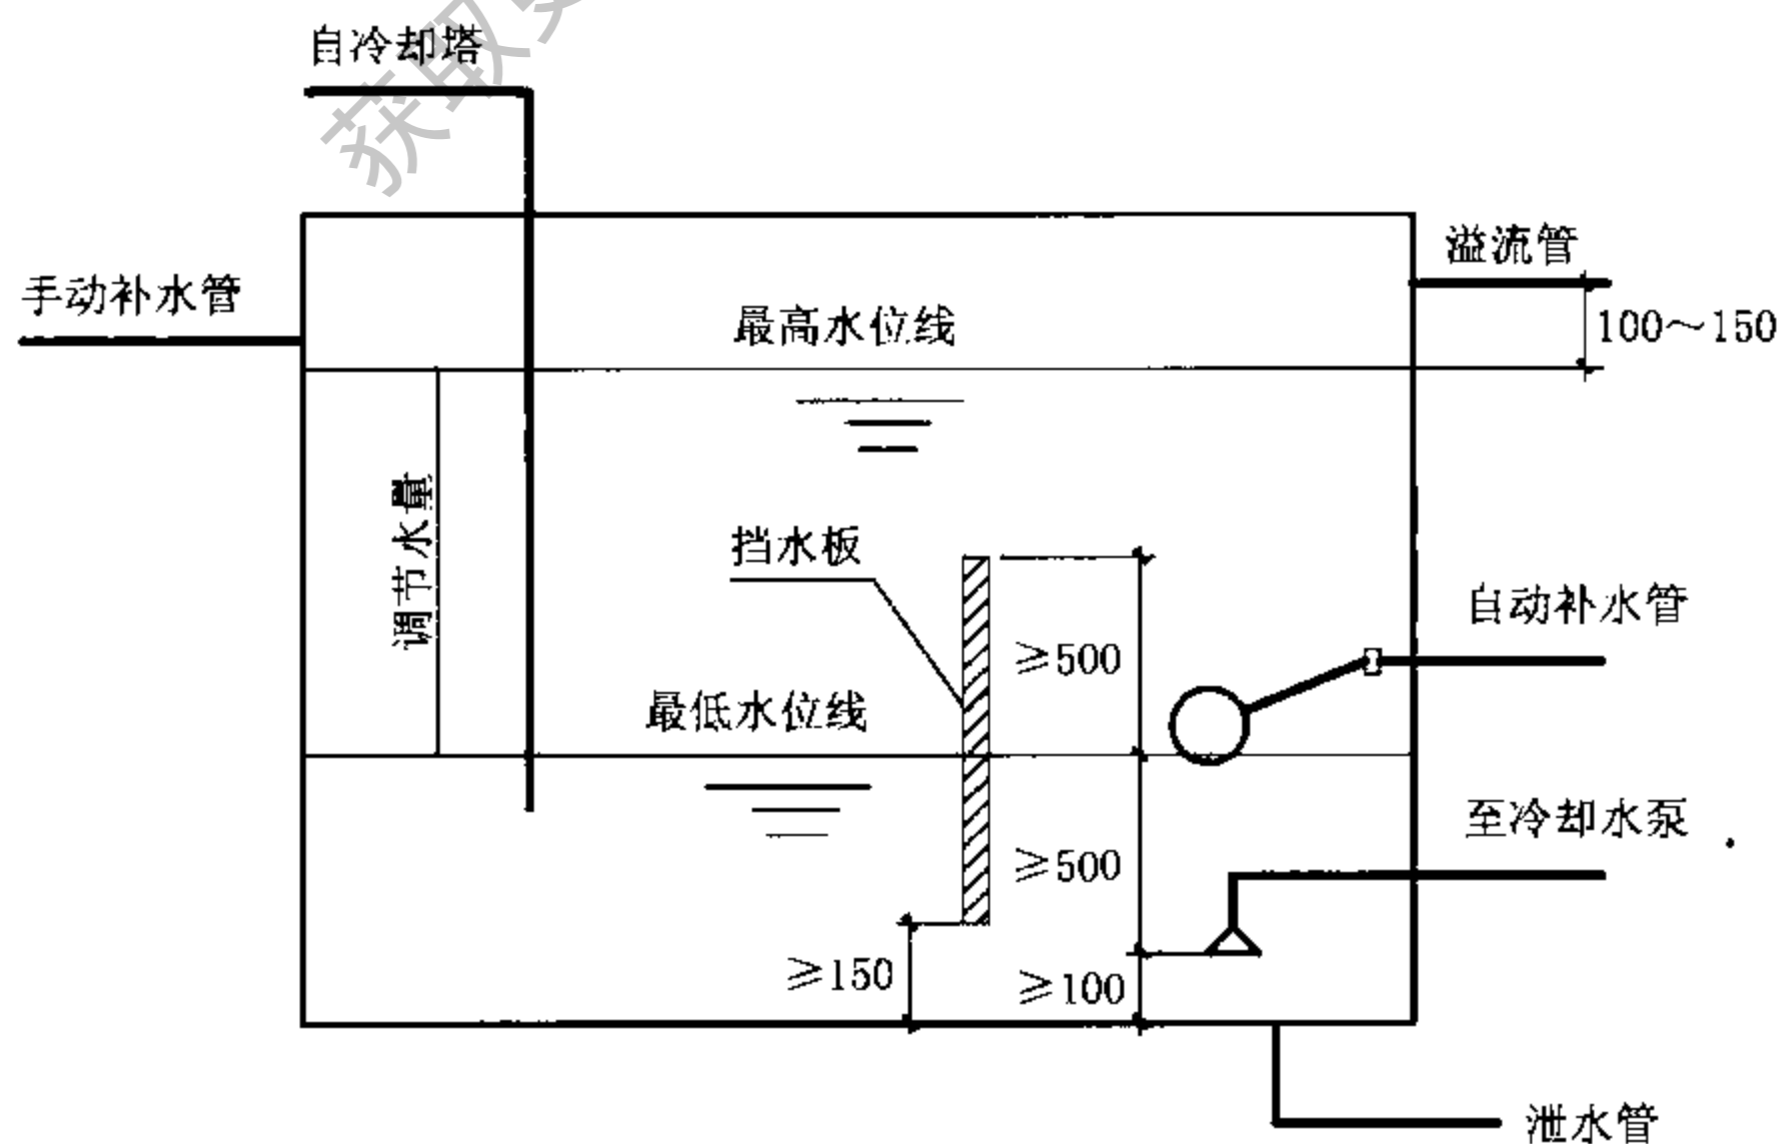 获取
自冷却塔
溢流管
手动补水管
最高水位线
100～150
调节水量
挡水板
自动补水管
≥500
最低水位线
至冷却水泵
≥500
≥150
≥100
泄水管